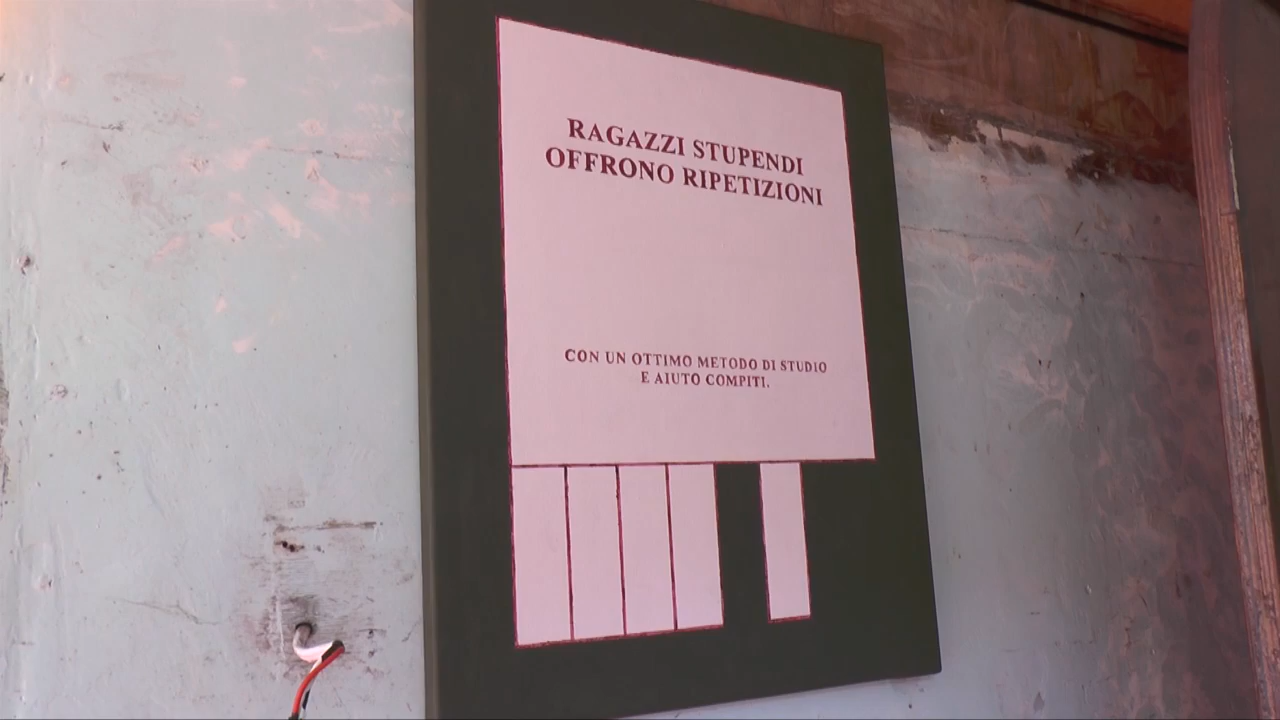 RAGAZZI STUPENDI
OFFRONO RIPETIZIONI
CON UN OTTIMO METODO DI STUDIO
E AIUTO COMPITI.